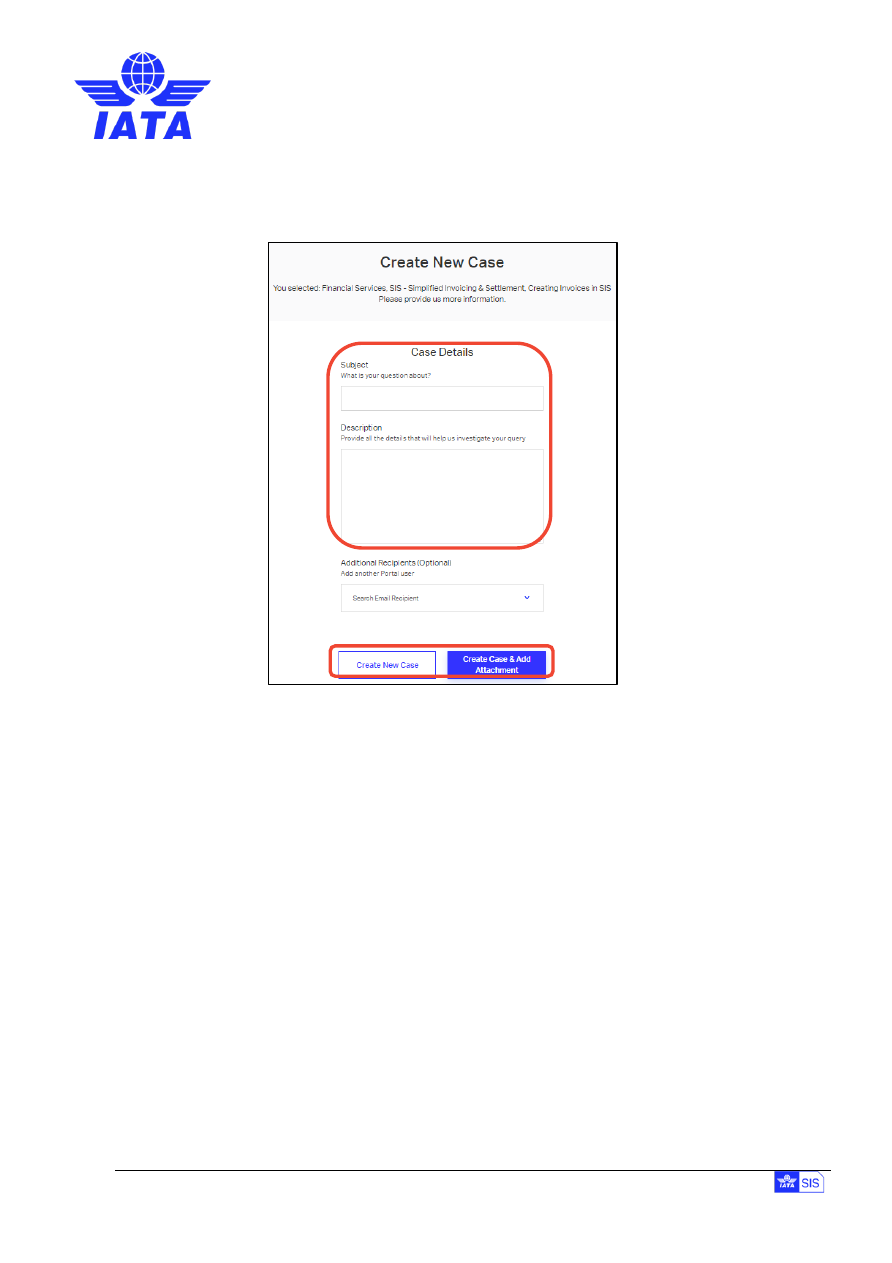 IATA
Create New Case
You selected: Financial Services, SIS - Simplified Invoicing & Settlement, Creating Invoices in SIS
Please provide us more information.
Case Details
Subject
What is your question about?
Description
Provide all the details that will help us investigate your query
Additional Recipients (Optional)
Add another Portal user
Search Email Recipient
Create New Case
Create Case & Add
Attachment
IATA SIS